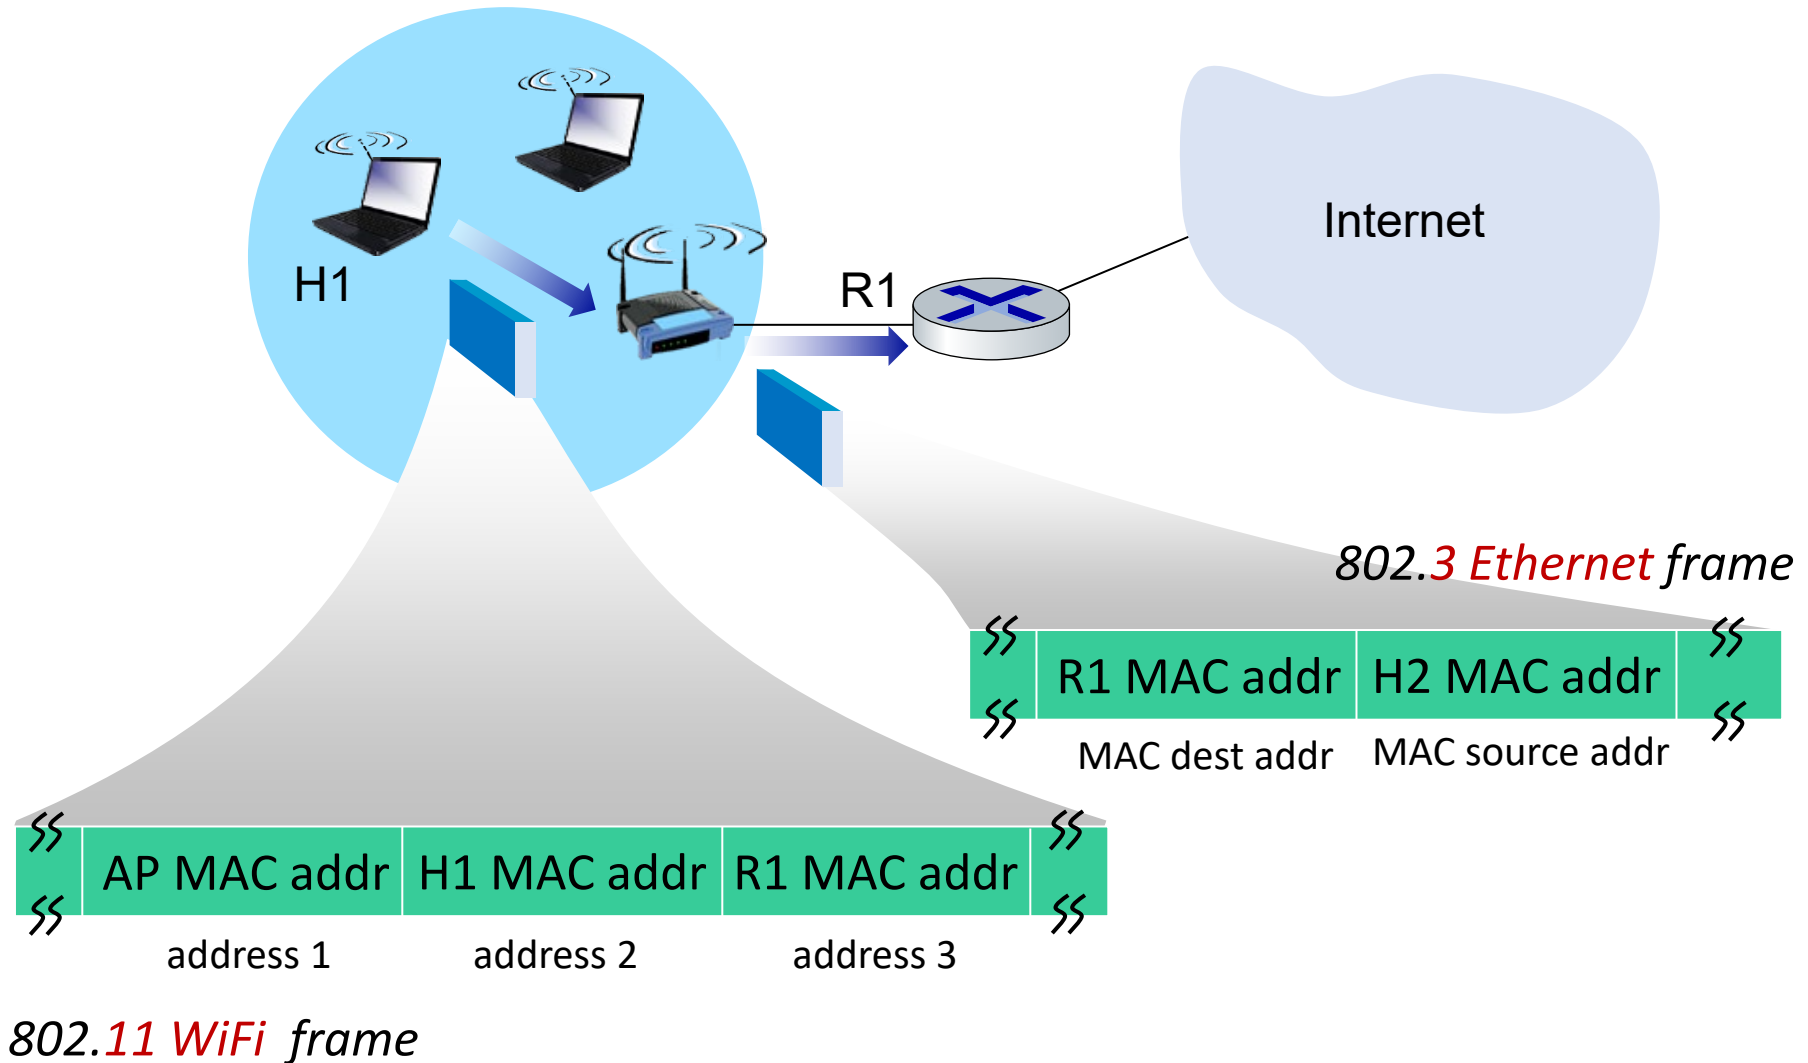 Internet
H1
R1
802.3 Ethernet frame
R1 MAC addr H2 MAC addr
MAC dest addr MAC source addr
AP MAC addr H1 MAC addr R1 MAC addr
address 1 address 2 address 3
802.11 WiFi frame